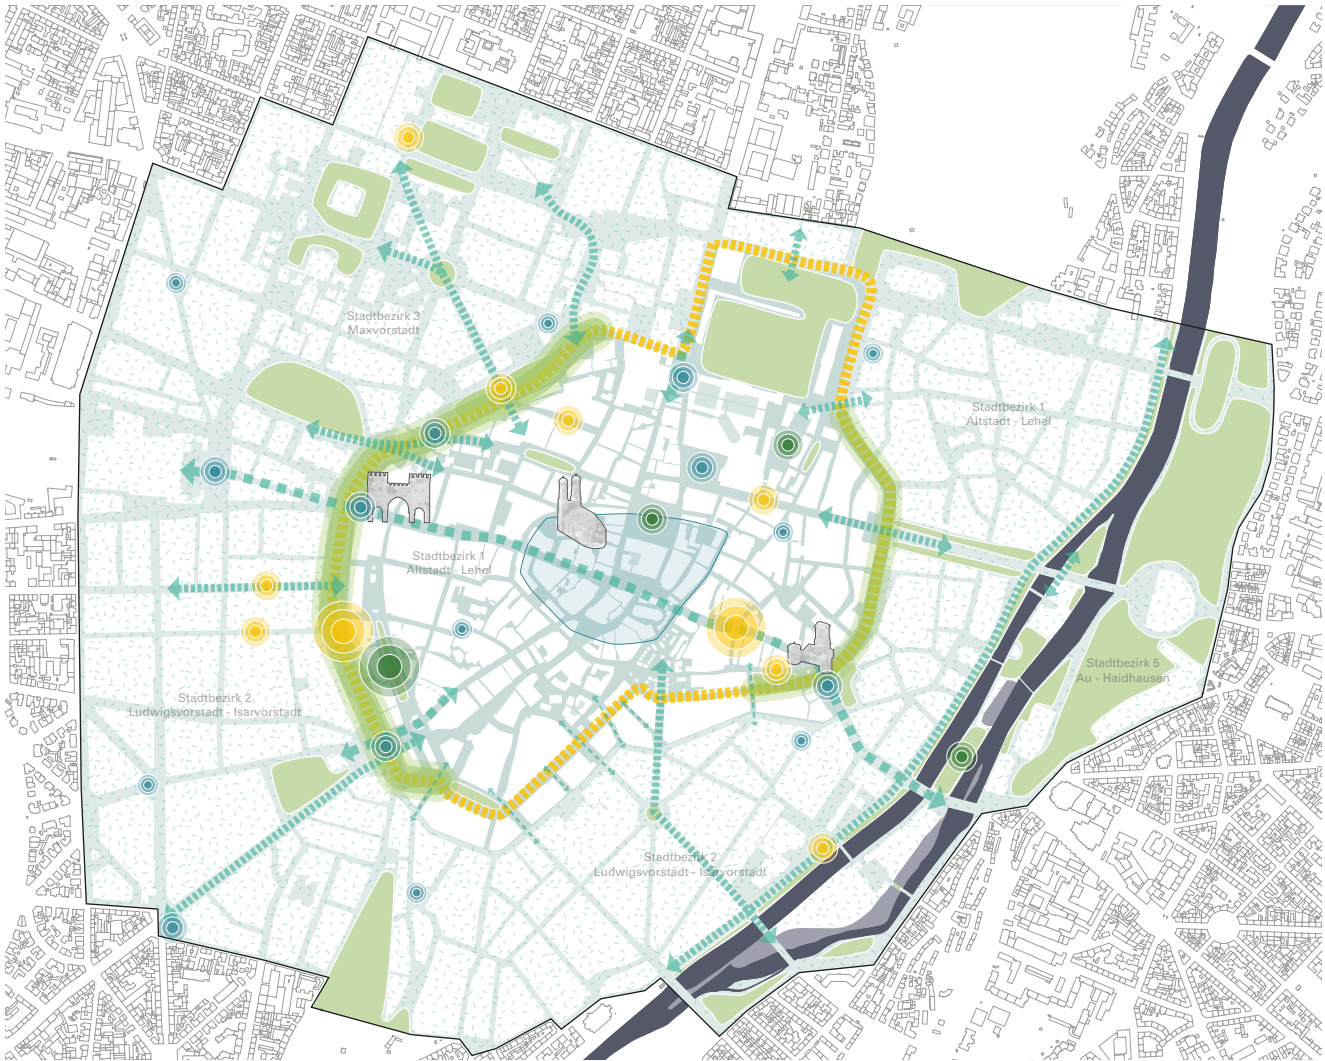 Stadtbezirk 3
Maxvorstadt
Stadtbezirk 1
Altstadt - Lehel
Stadtbezirk 1
Altstadt - Lehel
Stadtbezirk 5
Au - Haidhausen
Stadtbezirk 2
Ludwigsvorstadt - Isarvorstadt
Stadtbezirk 2
Ludwigsvorstadt - Isarvorstadt